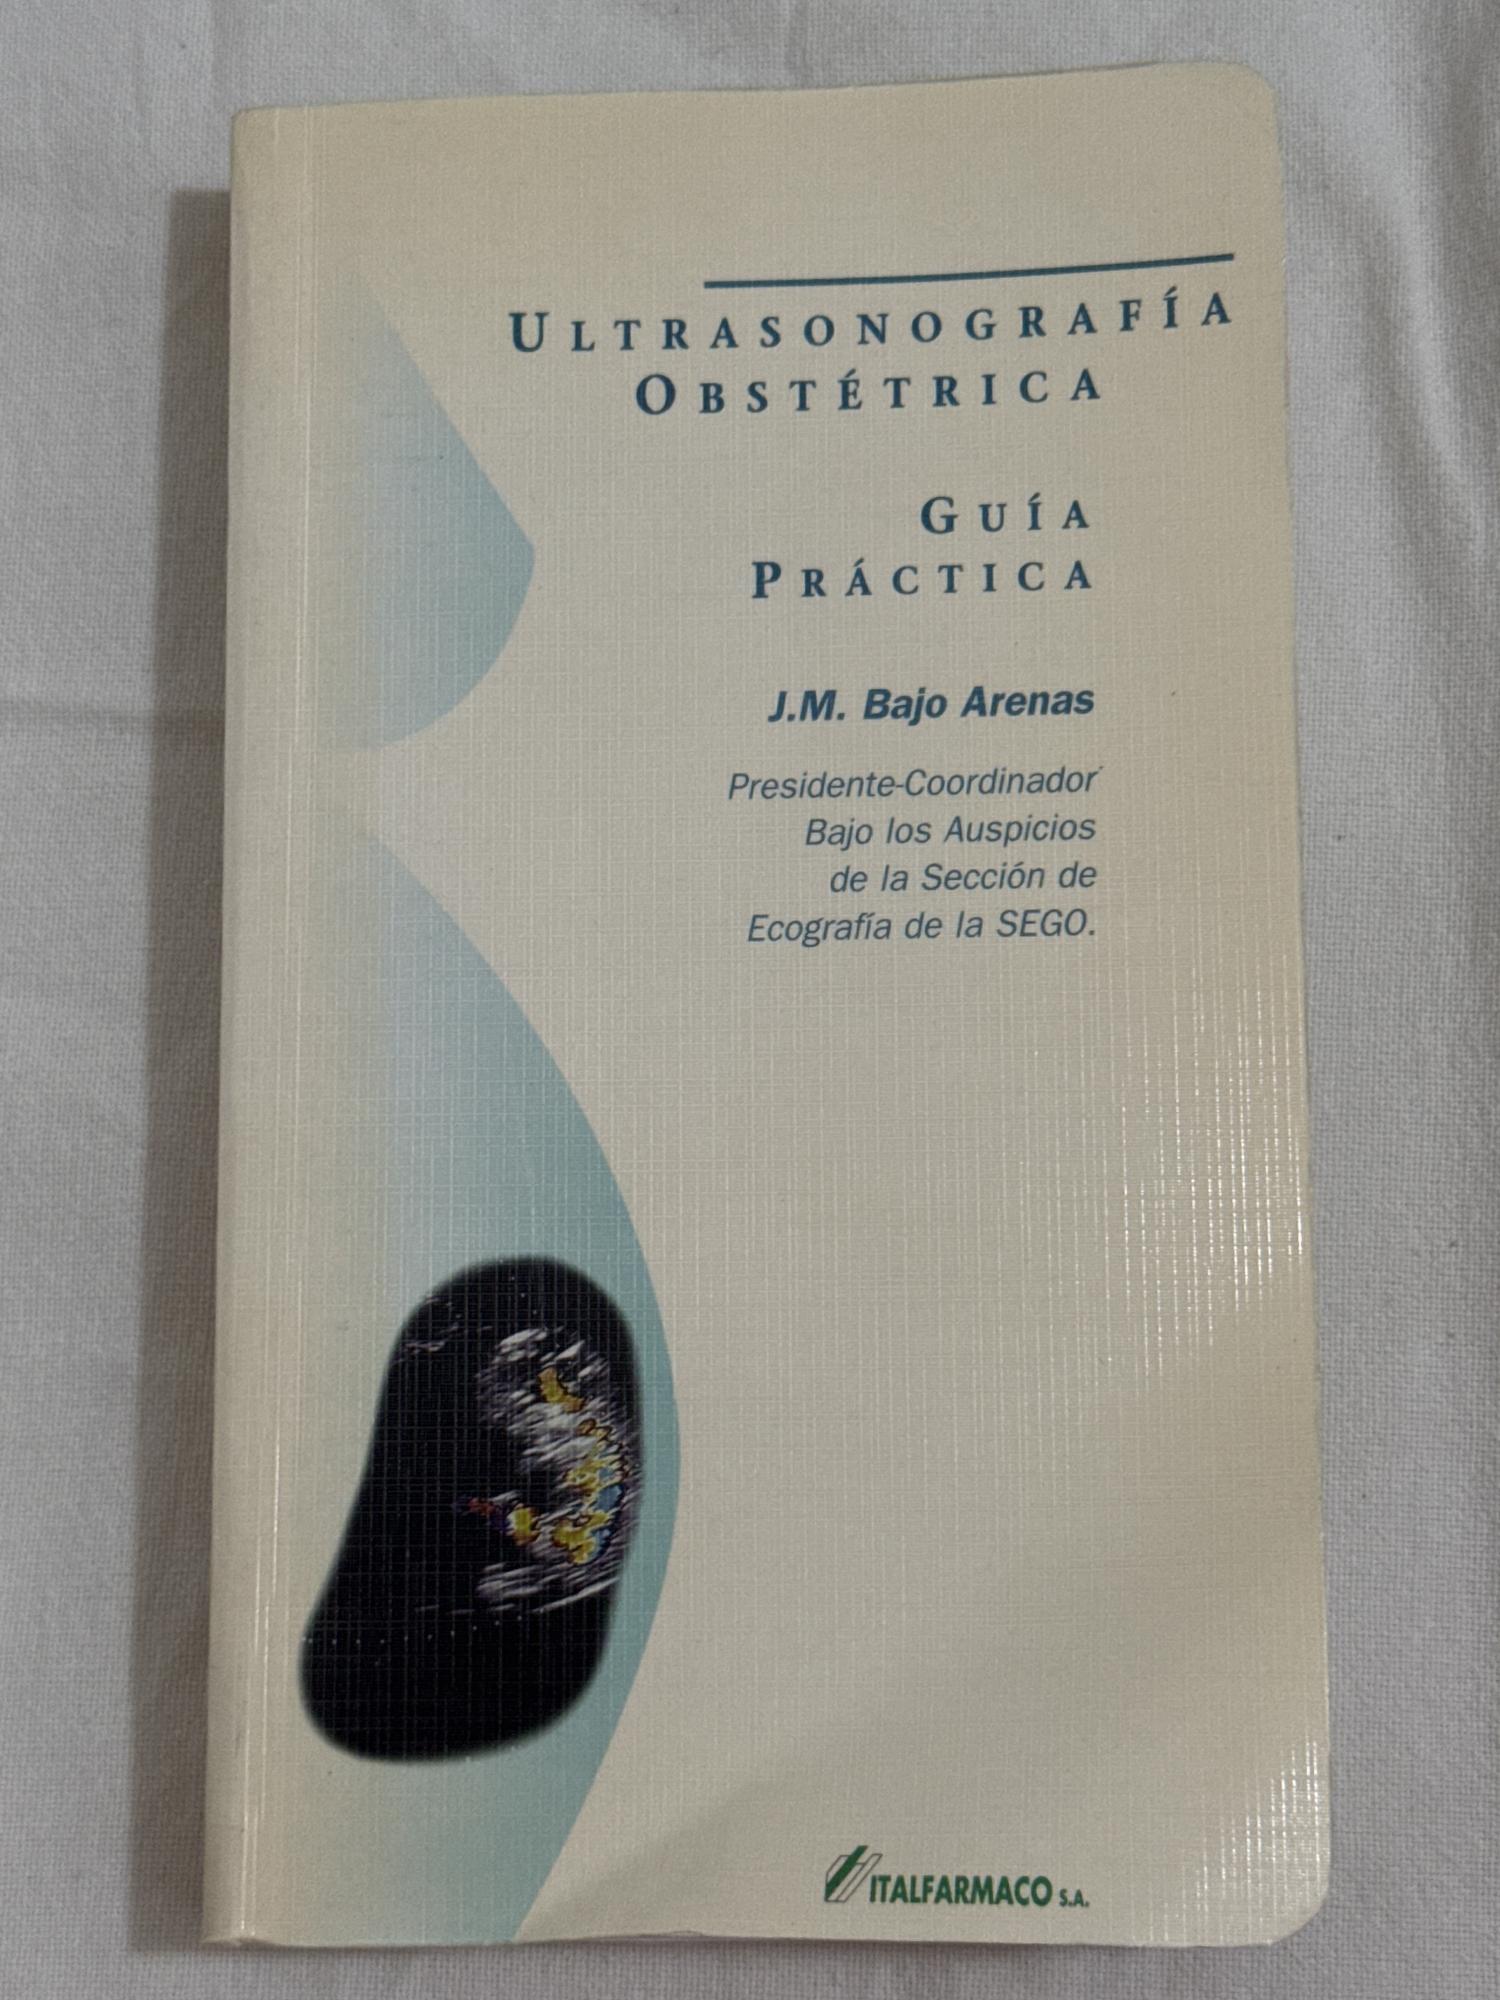 ULTRASONOGRAFÍA
OBSTÉTRICA
GUÍA
PRÁCTICA
J.M. Bajo Arenas
Presidente-Coordinador
Bajo los Auspicios
de la Sección de
Ecografía de la SEGO.
ITALFARMACO S.A.